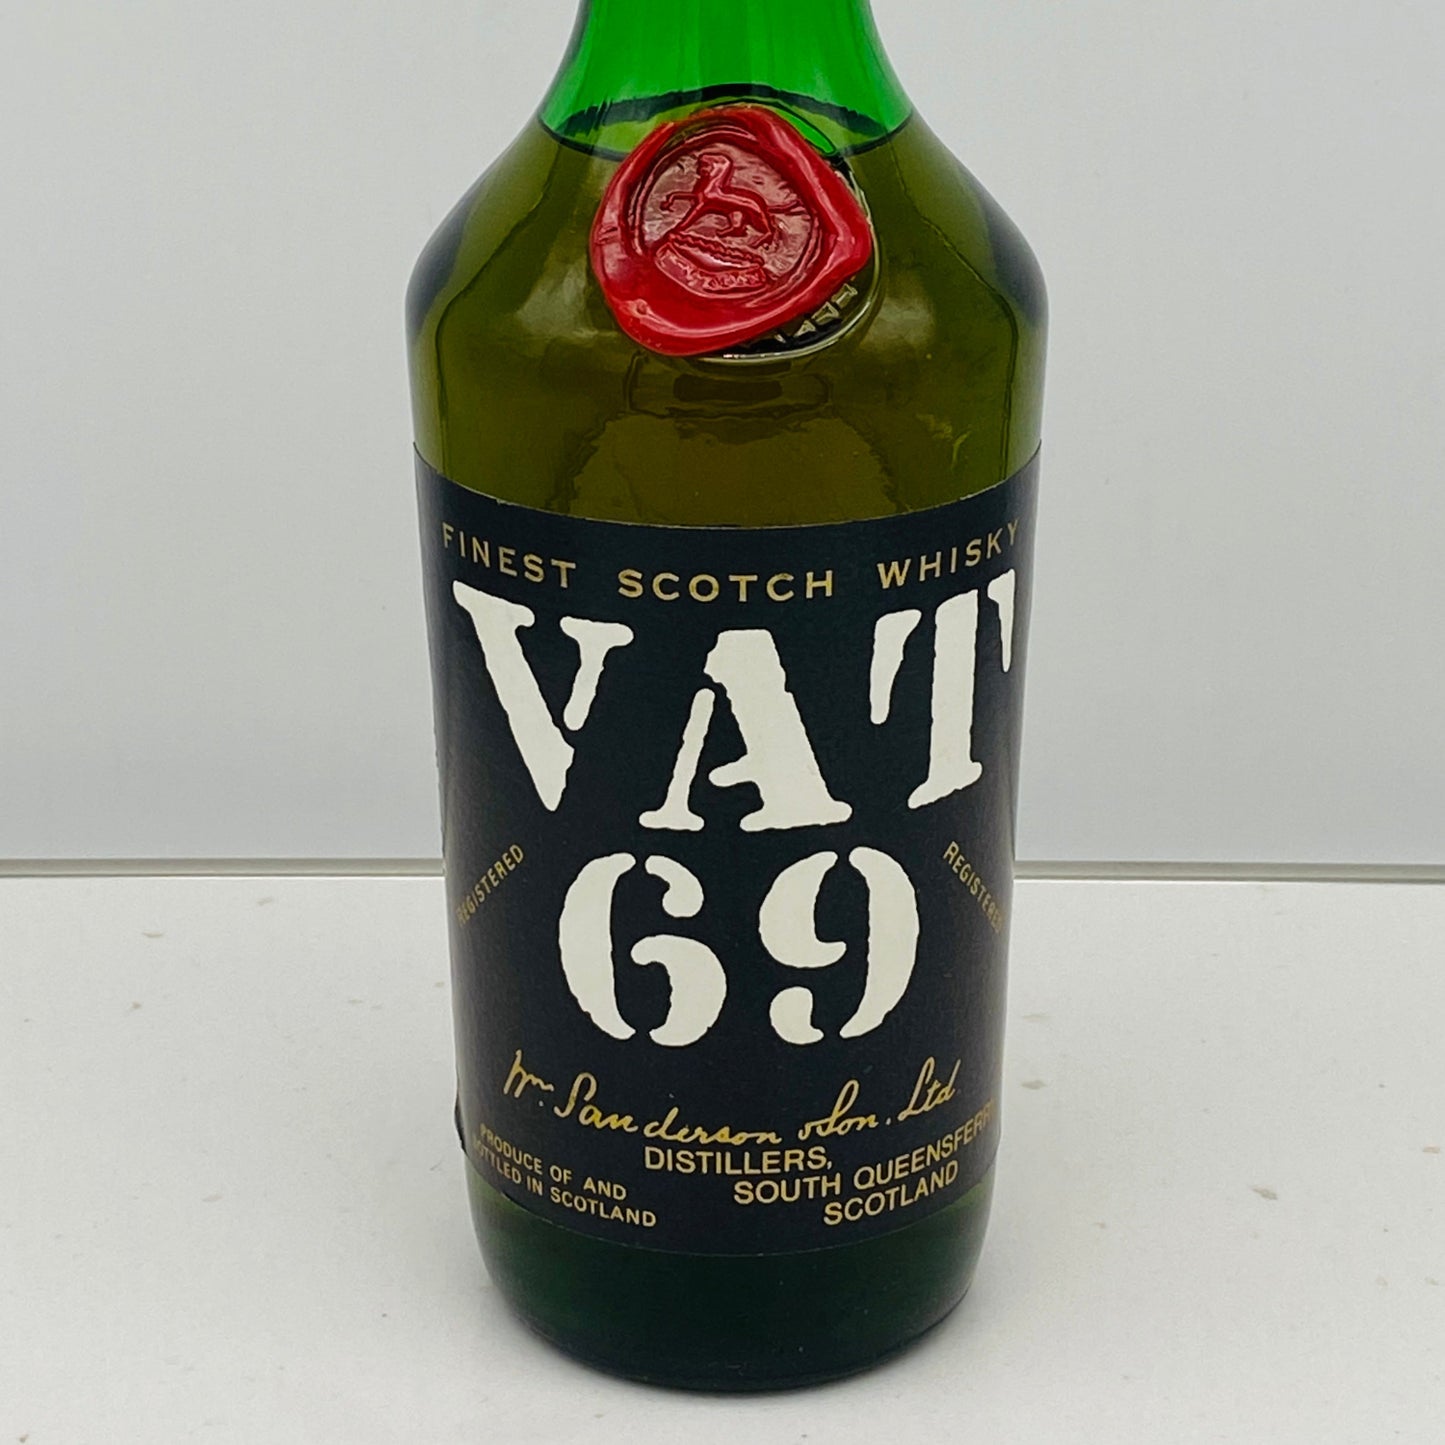 FINEST SCOTCH WHISKY
VAT
69
REGISTERED
REGISTERED
Wm. Sanderson & Son. Ltd.
DISTILLERS,
SOUTH QUEENSFERRY
SCOTLAND
PRODUCE OF AND
BOTTLED IN SCOTLAND